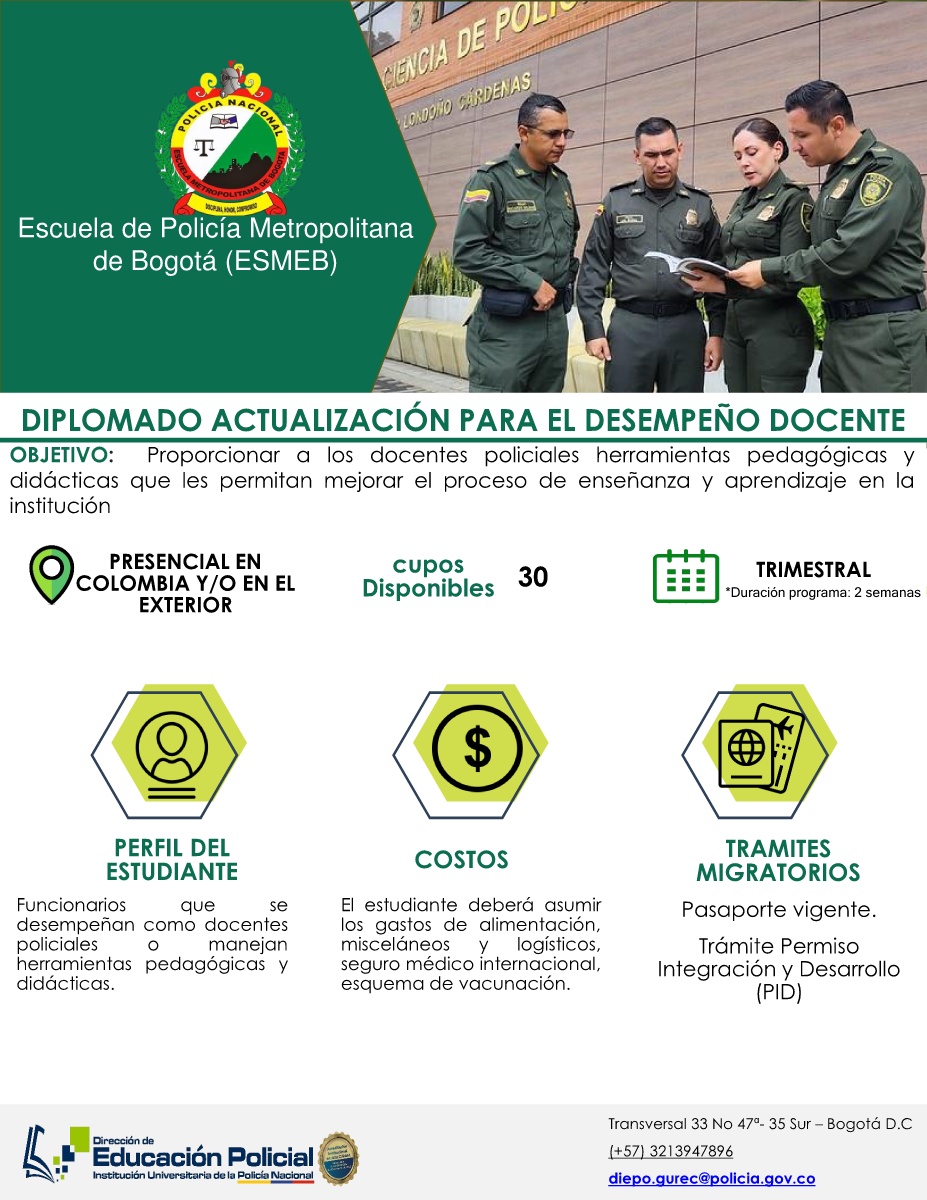 CIENCIA DE POLI
LONDOÑO CÁRDENAS
POLICÍA NACIONAL
ESCUELA METROPOLITANA DE BOGOTÁ
DISCIPLINA, HONOR, COMPROMISO
Escuela de Policía Metropolitana
de Bogotá (ESMEB)
DIPLOMADO ACTUALIZACIÓN PARA EL DESEMPEÑO DOCENTE
OBJETIVO: Proporcionar a los docentes policiales herramientas pedagógicas y
didácticas que les permitan mejorar el proceso de enseñanza y aprendizaje en la
institución
PRESENCIAL EN
COLOMBIA Y/O EN EL
EXTERIOR
cupos
Disponibles 30
TRIMESTRAL
*Duración programa: 2 semanas
PERFIL DEL
ESTUDIANTE
Funcionarios que se
desempeñan como docentes
policiales o manejan
herramientas pedagógicas y
didácticas.
COSTOS
El estudiante deberá asumir
los gastos de alimentación,
misceláneos y logísticos,
seguro médico internacional,
esquema de vacunación.
TRAMITES
MIGRATORIOS
Pasaporte vigente.
Trámite Permiso
Integración y Desarrollo
(PID)
Dirección de
Educación Policial
Institución Universitaria de la Policía Nacional
Transversal 33 No 47ª- 35 Sur – Bogotá D.C
(+57) 3213947896
diepo.gurec@policia.gov.co